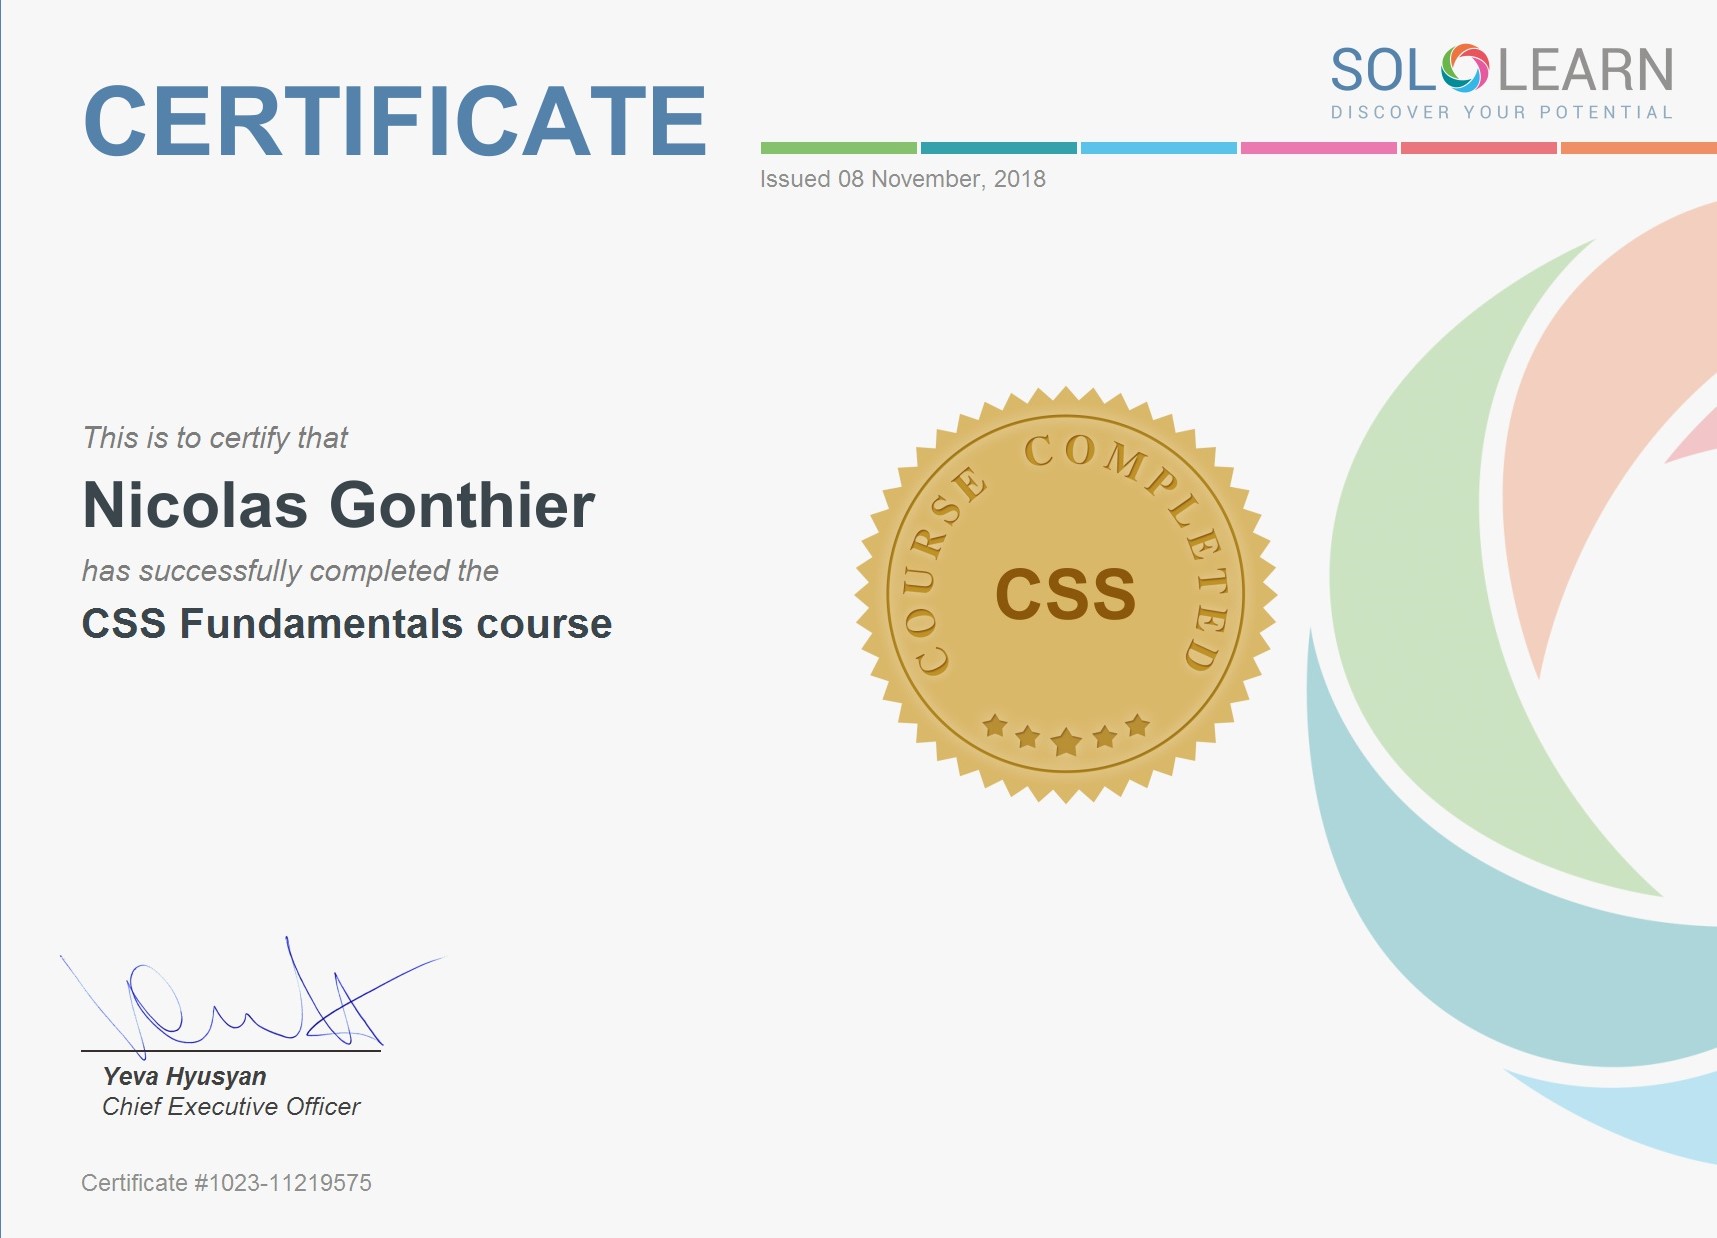 CERTIFICATE
SOLOLEARN
DISCOVER YOUR POTENTIAL
Issued 08 November, 2018
This is to certify that
Nicolas Gonthier
has successfully completed the
CSS Fundamentals course
COURSE COMPLETED
CSS
Yeva Hyusyan
Chief Executive Officer
Certificate #1023-11219575